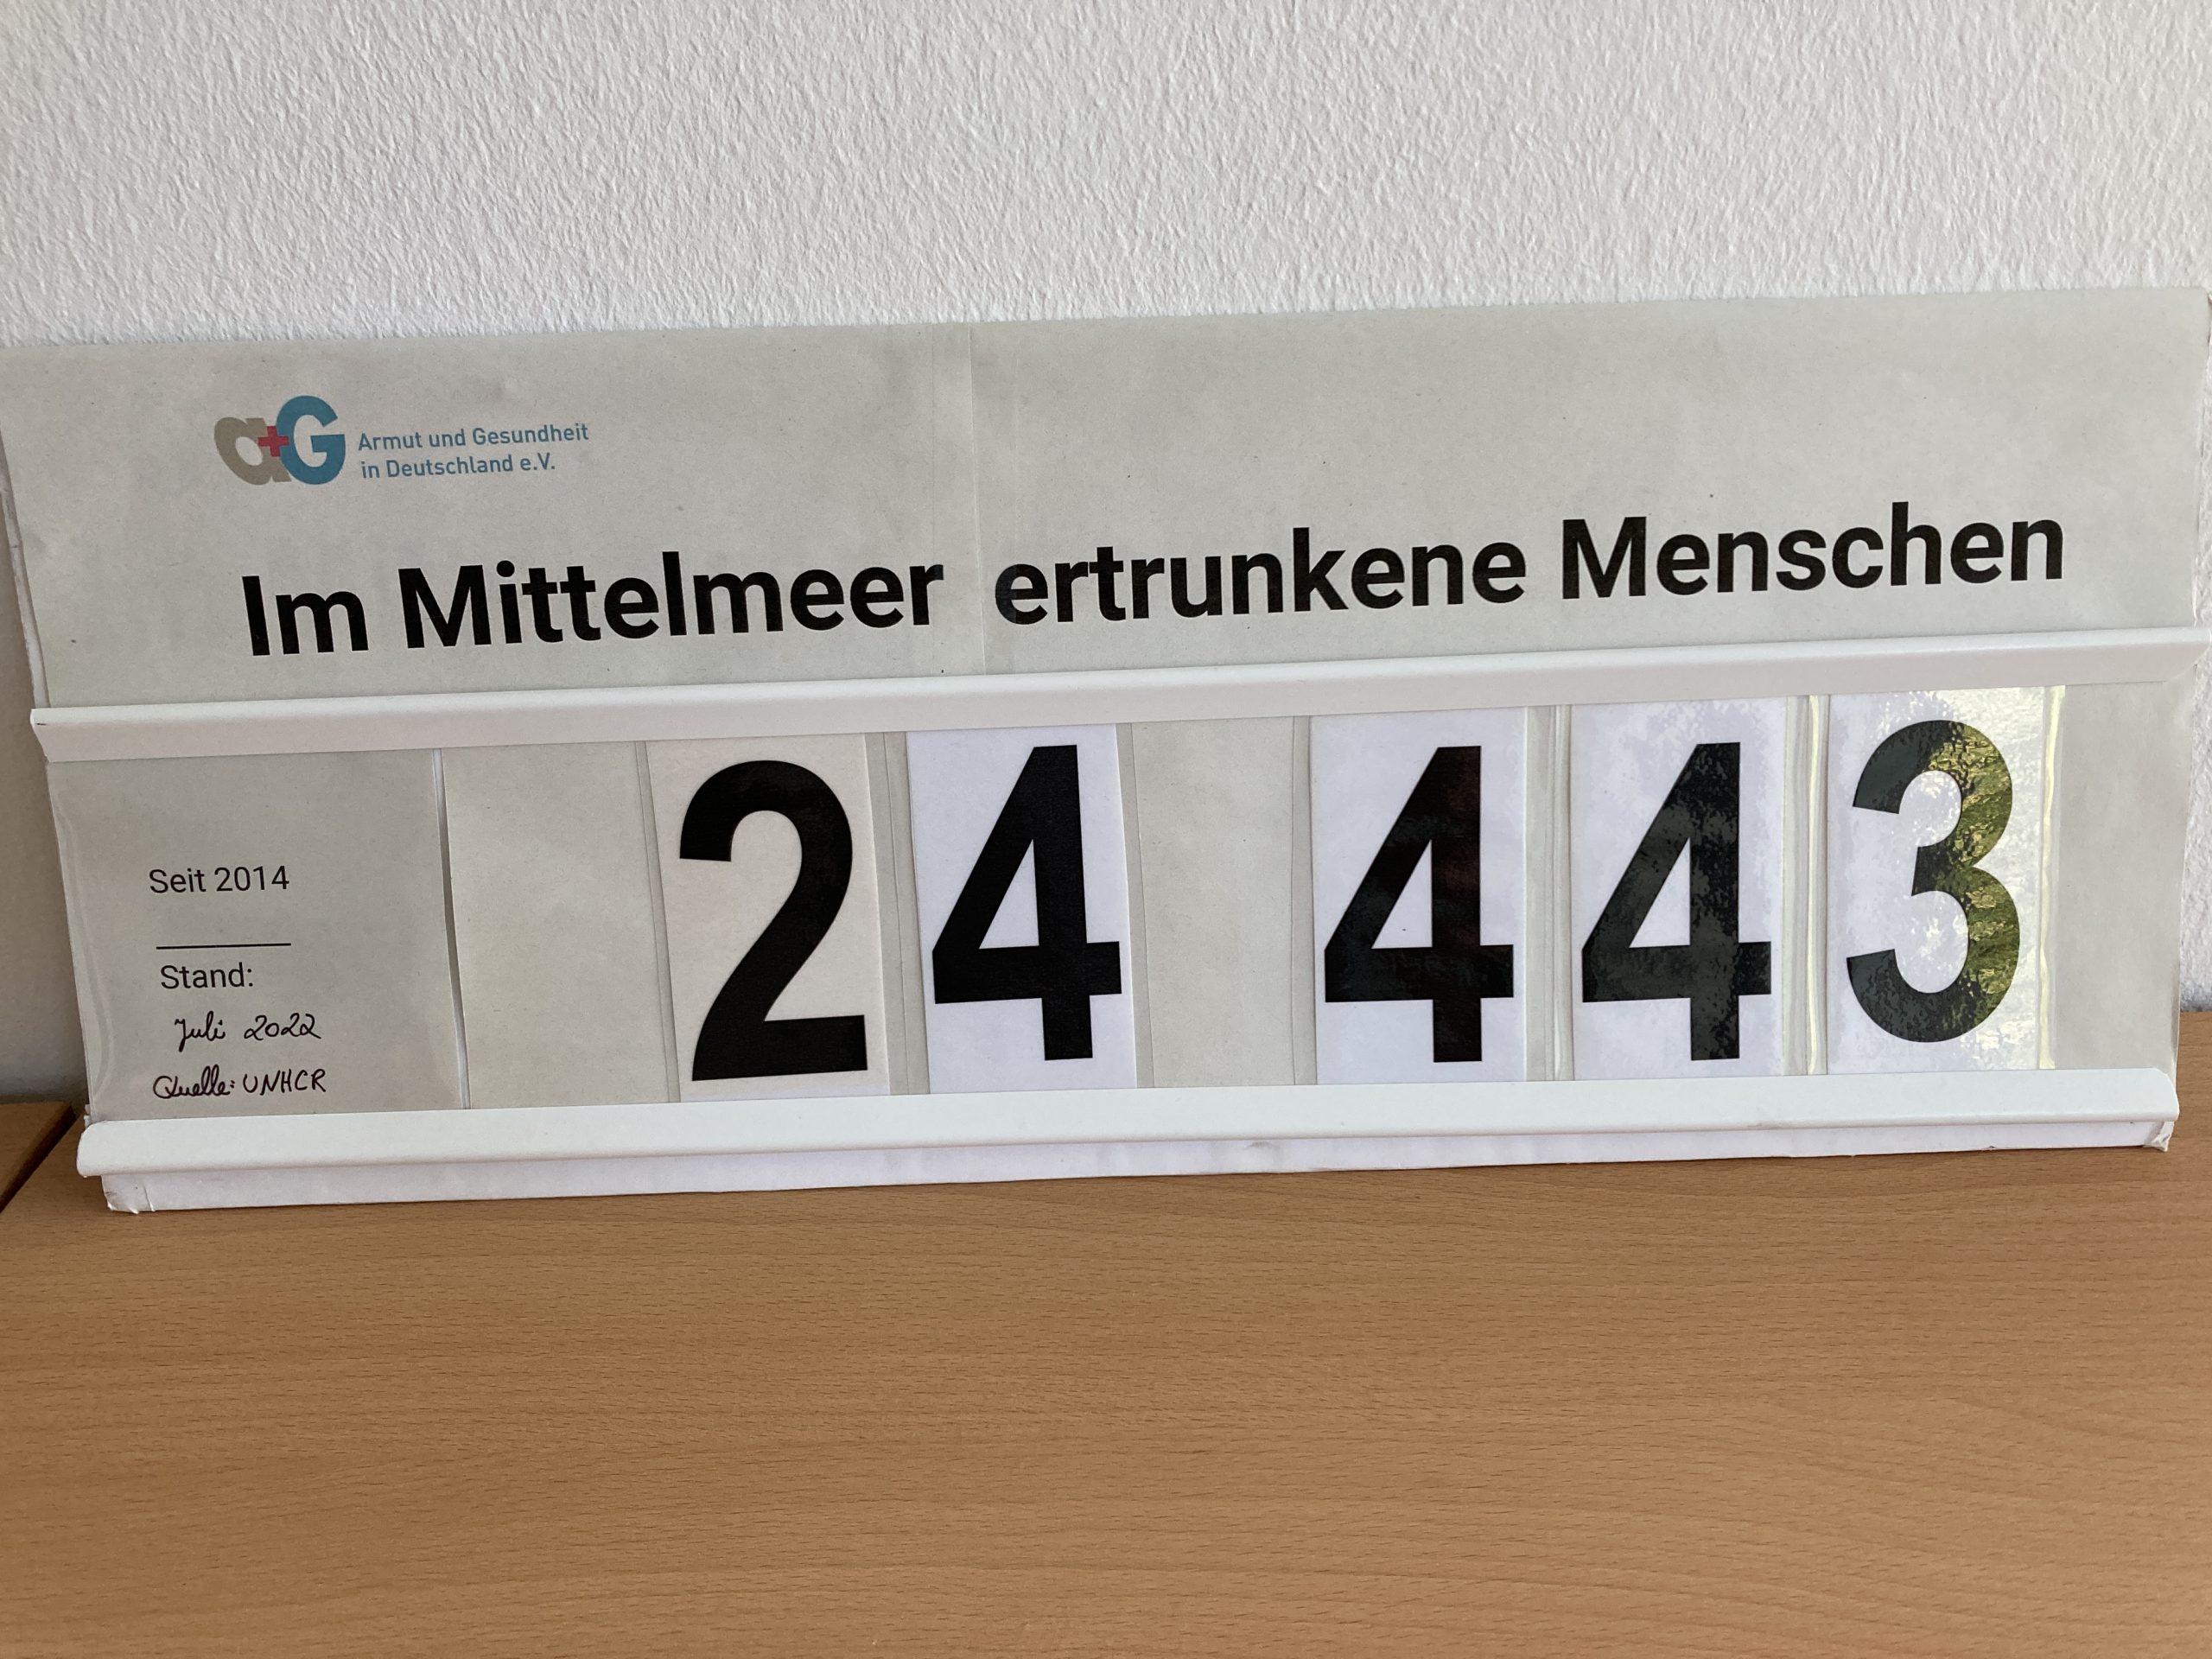 a+G
Armut und Gesundheit
in Deutschland e.V.
Im Mittelmeer ertrunkene Menschen
Seit 2014
Stand:
Juli 2022
Quelle: UNHCR
24 443